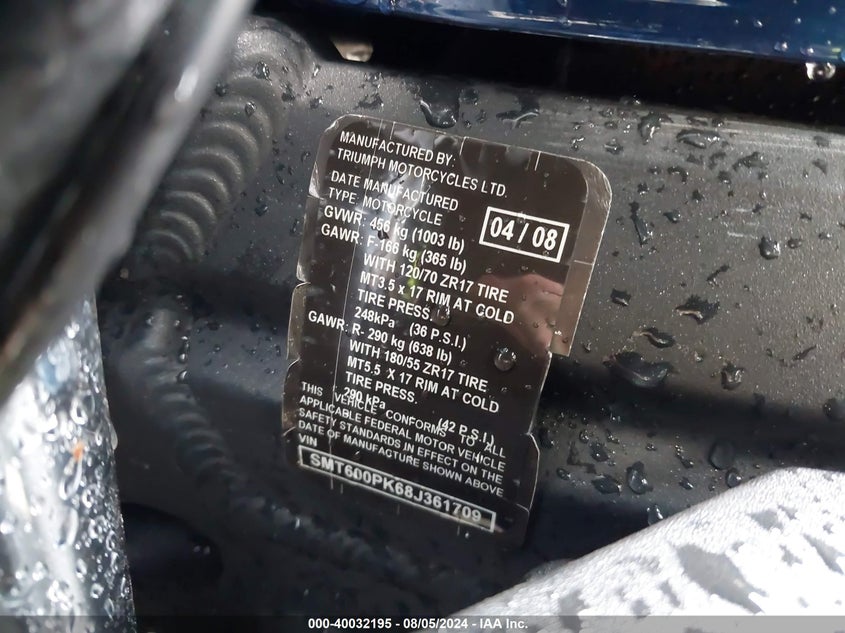 MANUFACTURED BY:
TRIUMPH MOTORCYCLES LTD.
DATE MANUFACTURED
04 / 08
TYPE: MOTORCYCLE
GVWR: 456 kg (1003 lb)
GAWR: F-166 kg (365 lb)
WITH 120/70 ZR17 TIRE
MT3.5 x 17 RIM AT COLD
TIRE PRESS.
248kPa (36 P.S.I.)
GAWR: R- 290 kg (638 lb)
WITH 180/55 ZR17 TIRE
MT5.5 X 17 RIM AT COLD
TIRE PRESS.
290 kPa (42 P.S.I.)
THIS VEHICLE CONFORMS TO ALL
APPLICABLE FEDERAL MOTOR VEHICLE
SAFETY STANDARDS IN EFFECT ON THE
DATE OF MANUFACTURE SHOWN ABOVE
VIN
SMT600PK68J361709
000-40032195 - 08/05/2024 - IAA Inc.